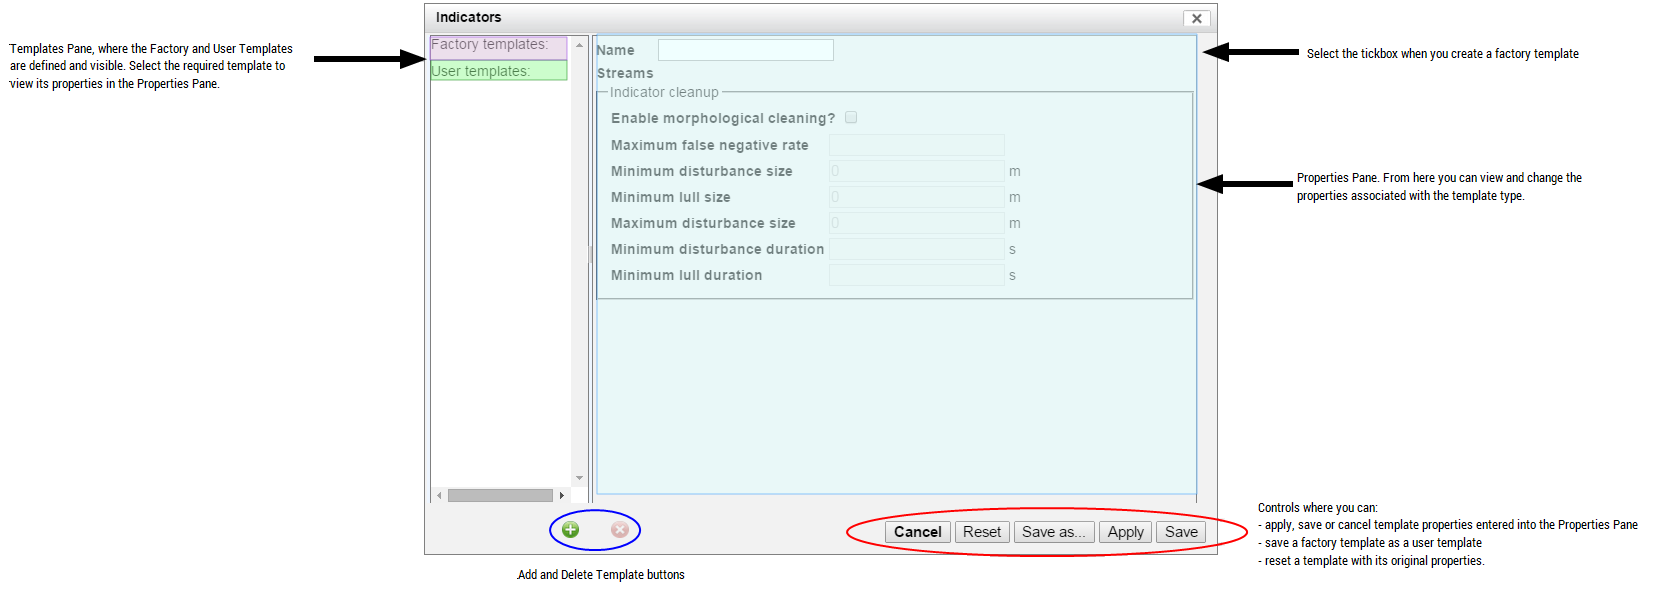 Indicators
Templates Pane, where the Factory and User Templates
are defined and visible. Select the required template to
view its properties in the Properties Pane.
Factory templates:
User templates:
Name
Streams
Indicator cleanup
Enable morphological cleaning?
Maximum false negative rate
Minimum disturbance size 0 m
Minimum lull size 0 m
Maximum disturbance size 0 m
Minimum disturbance duration s
Minimum lull duration s
Select the tickbox when you create a factory template
Properties Pane. From here you can view and change the
properties associated with the template type.
Cancel Reset Save as... Apply Save
Controls where you can:
- apply, save or cancel template properties entered into the Properties Pane
- save a factory template as a user template
- reset a template with its original properties.
.Add and Delete Template buttons